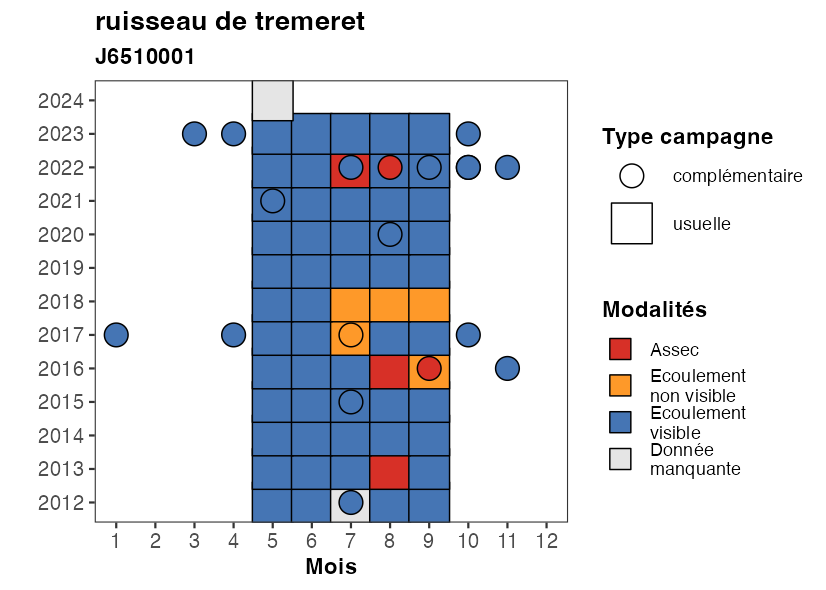 ruisseau de tremeret
J6510001
2024
2023
2022
2021
2020
2019
2018
2017
2016
2015
2014
2013
2012
1 2 3 4 5 6 7 8 9 10 11 12
Mois
Type campagne
complémentaire
usuelle
Modalités
Assec
Ecoulement
non visible
Ecoulement
visible
Donnée
manquante